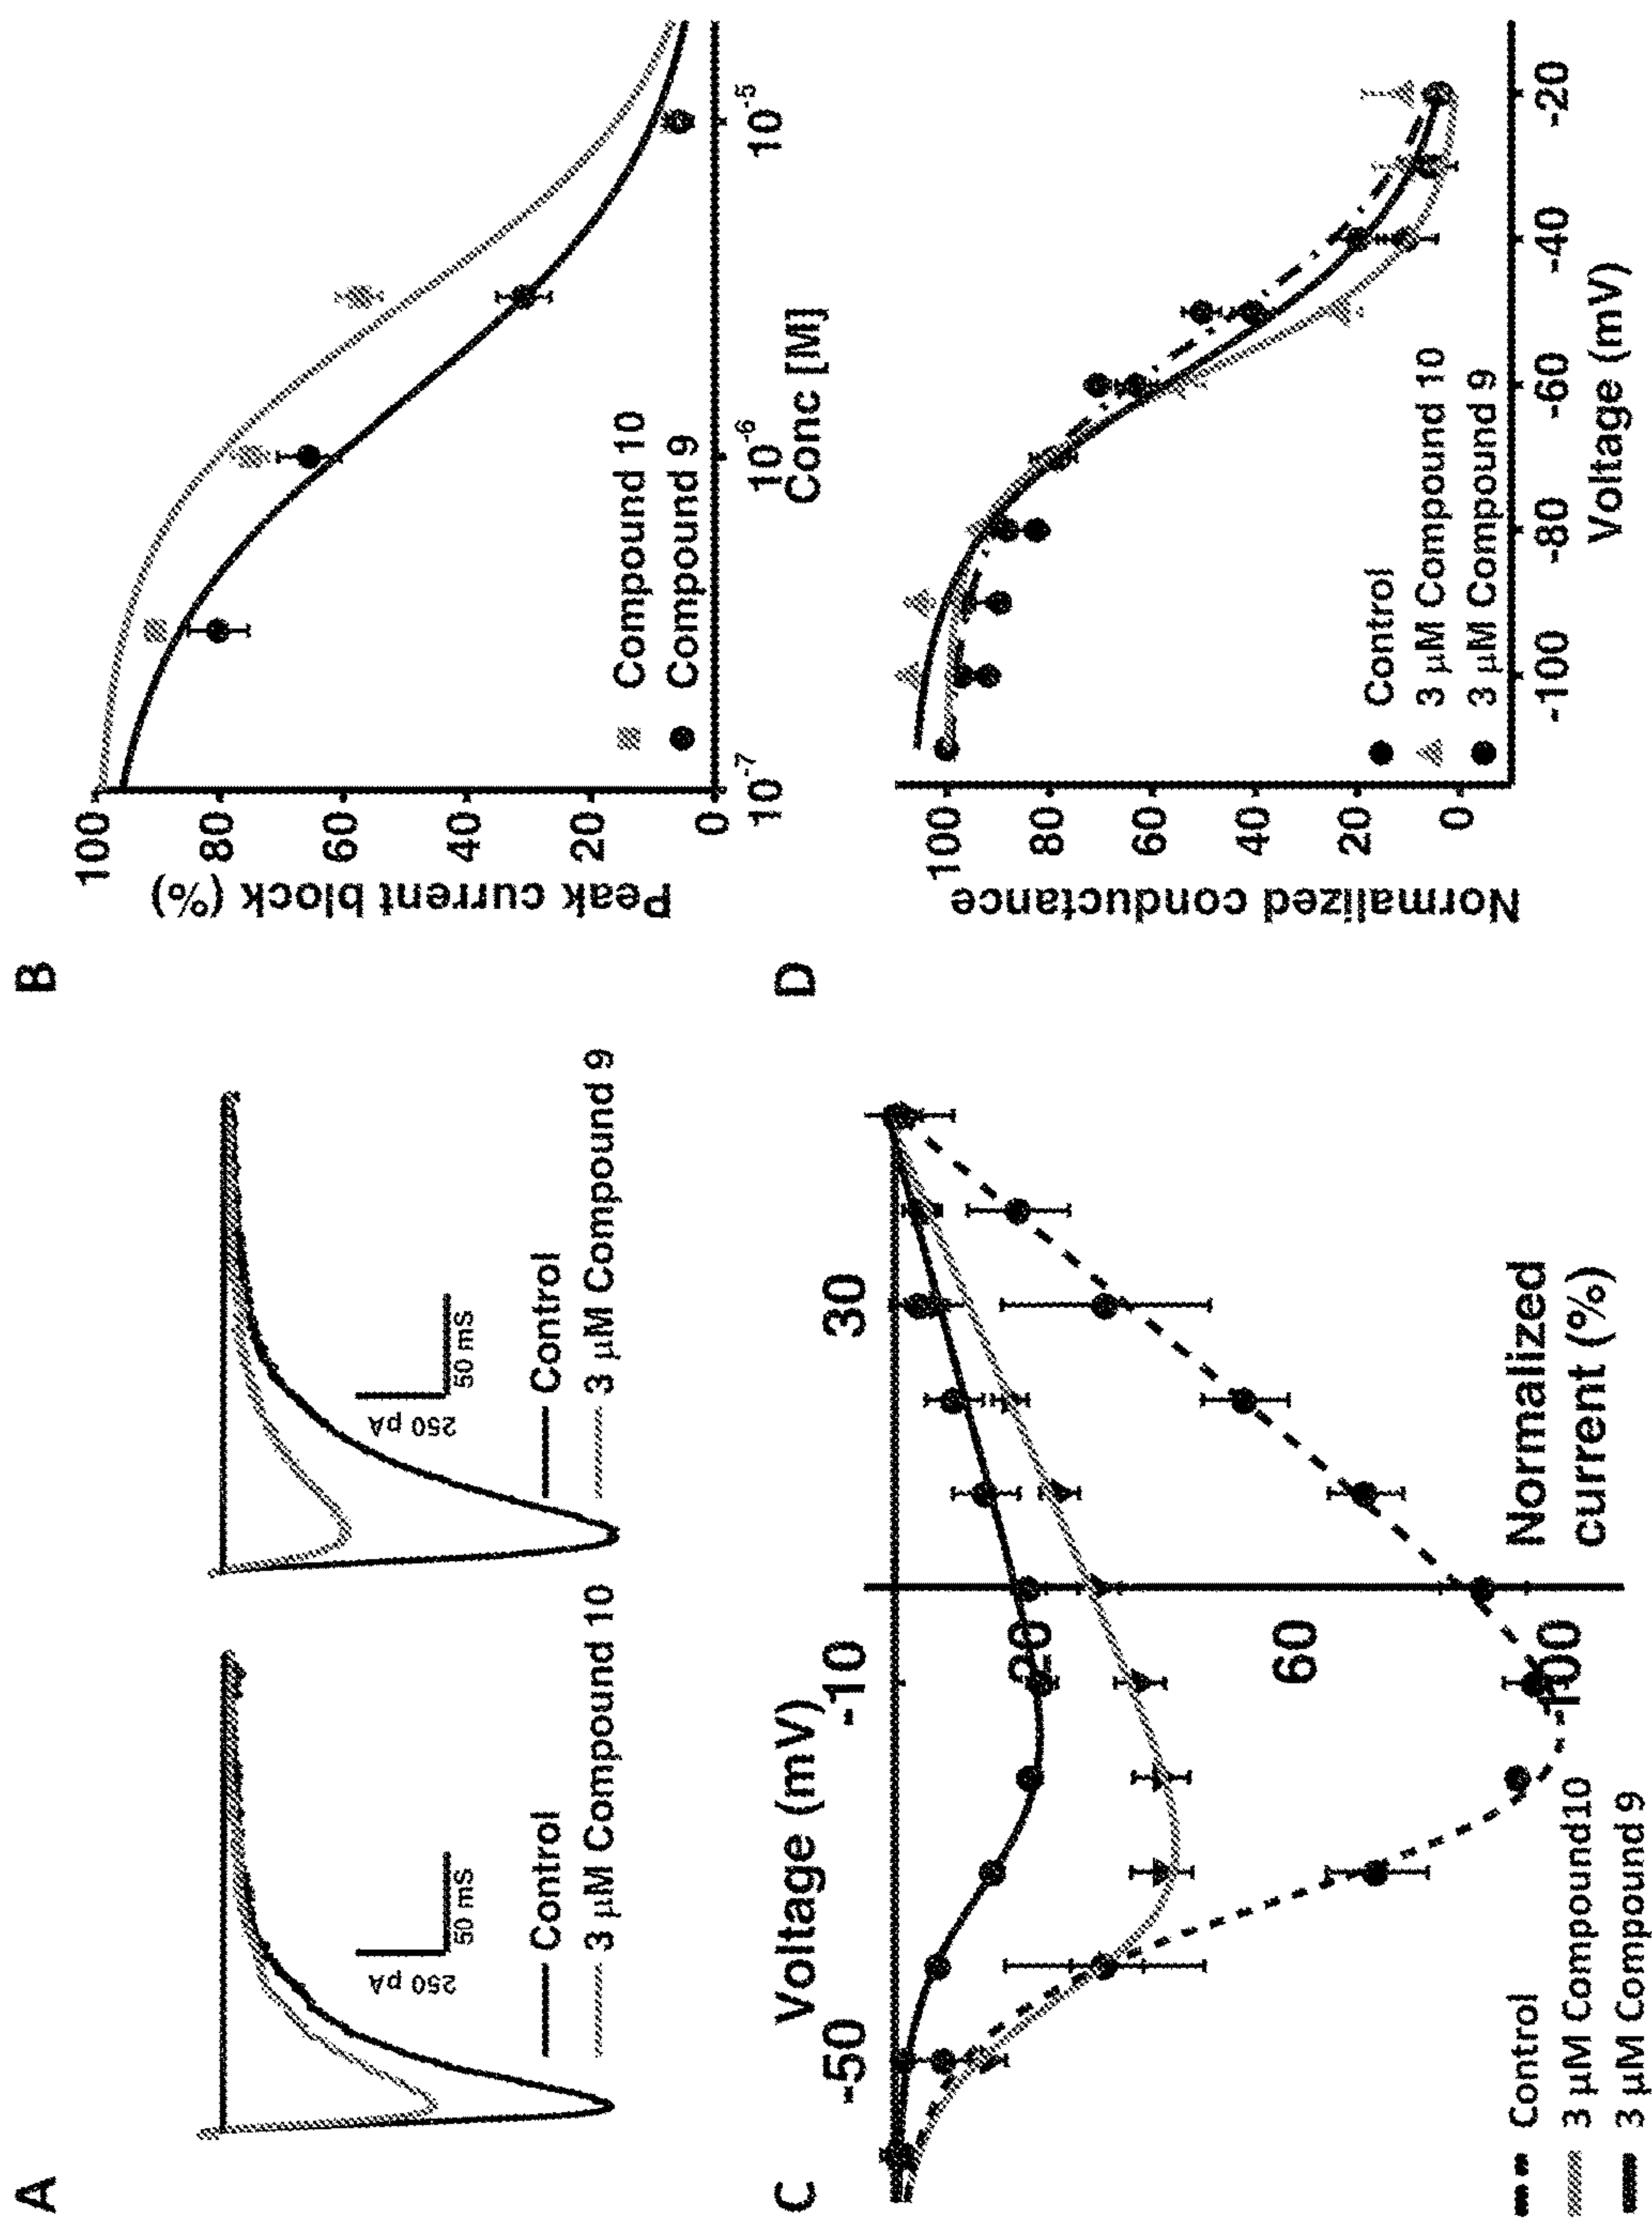 A
250 pA
50 mS
Control
3 µM Compound 10
250 pA
50 mS
Control
3 µM Compound 9
B
Peak current block (%)
100
80
60
40
20
0
10-7
10-6
10-5
Conc [M]
Compound 10
Compound 9
C
Voltage (mV)
-50
-10
30
20
60
-100
Normalized
current (%)
Control
3 µM Compound10
3 µM Compound 9
D
Normalized conductance
100
80
60
40
20
0
-100
-80
-60
-40
-20
Voltage (mV)
Control
3 µM Compound 10
3 µM Compound 9